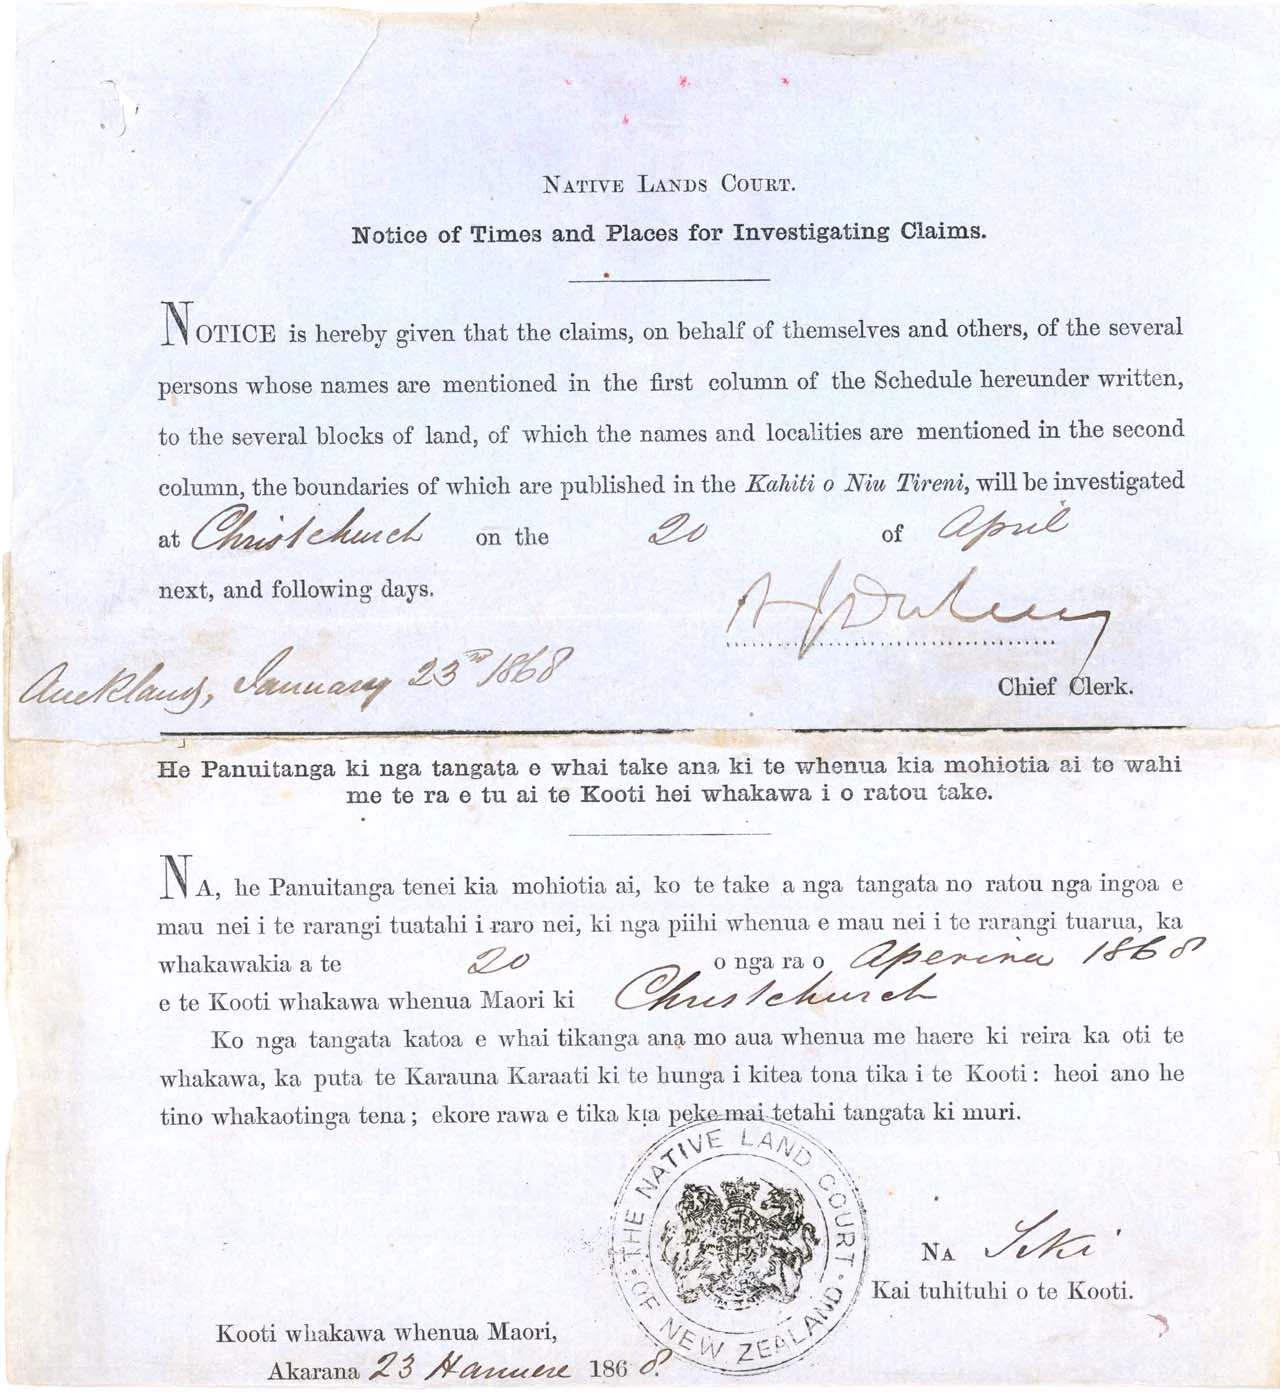 NATIVE LANDS COURT.
Notice of Times and Places for Investigating Claims.
NOTICE is hereby given that the claims, on behalf of themselves and others, of the several
persons whose names are mentioned in the first column of the Schedule hereunder written,
to the several blocks of land, of which the names and localities are mentioned in the second
column, the boundaries of which are published in the Kahiti o Niu Tireni, will be investigated
at Christchurch on the 20 of April
next, and following days.
Auckland, January 23rd 1868
Chief Clerk.
He Panuitanga ki nga tangata e whai take ana ki te whenua kia mohiotia ai te wahi
me te ra e tu ai te Kooti hei whakawa i o ratou take.
NA, he Panuitanga tenei kia mohiotia ai, ko te take a nga tangata no ratou nga ingoa e
mau nei i te rarangi tuatahi i raro nei, ki nga piihi whenua e mau nei i te rarangi tuarua, ka
whakawakia a te 20 o nga ra o Aperira 1868
e te Kooti whakawa whenua Maori ki Christchurch
Ko nga tangata katoa e whai tikanga ana mo aua whenua me haere ki reira ka oti te
whakawa, ka puta te Karauna Karaati ki te hunga i kitea tona tika i te Kooti: heoi ano he
tino whakaotinga tena; ekore rawa e tika kia peke mai tetahi tangata ki muri.
THE NATIVE LAND COURT · OF NEW ZEALAND ·
NA
Kai tuhituhi o te Kooti.
Kooti whakawa whenua Maori,
Akarana 23 Hanuere 1868.